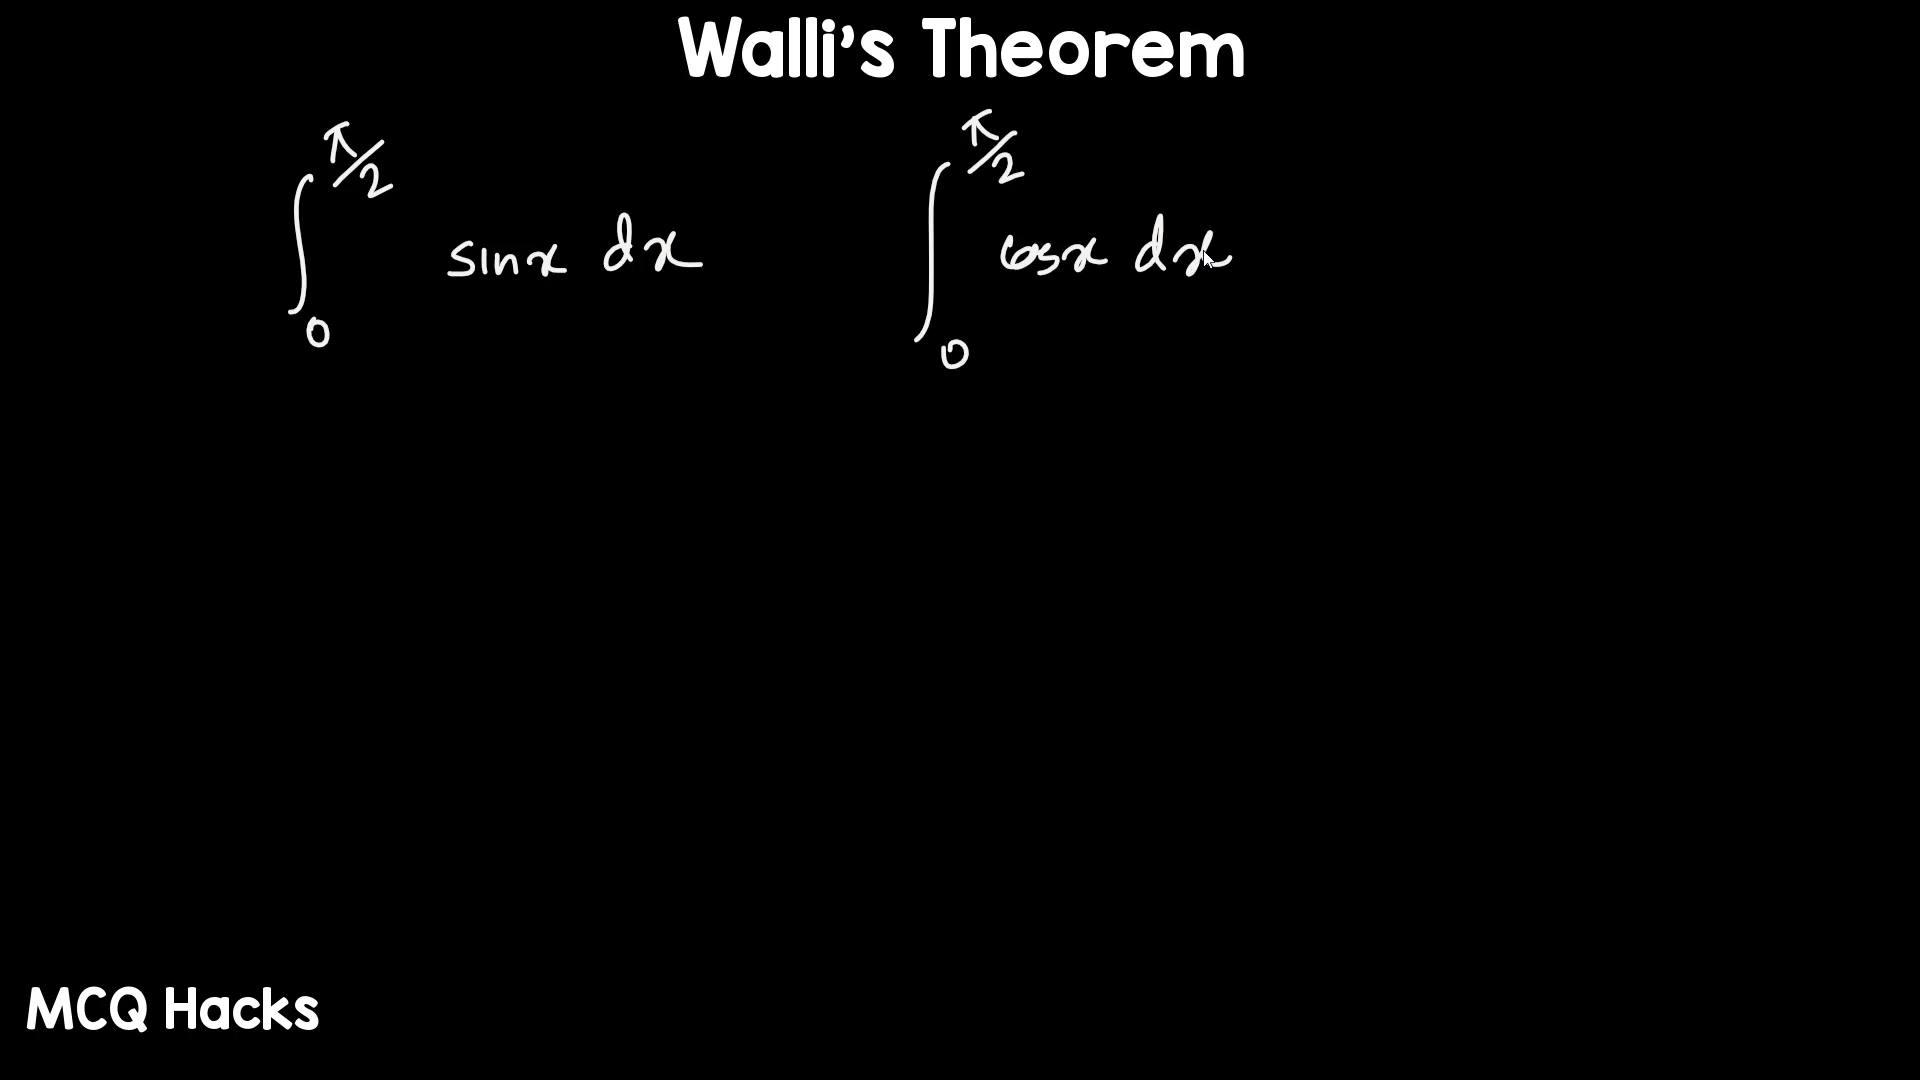 Walli's Theorem
∫₀^(π/2) sinx dx ∫₀^(π/2) cosx dx
MCQ Hacks